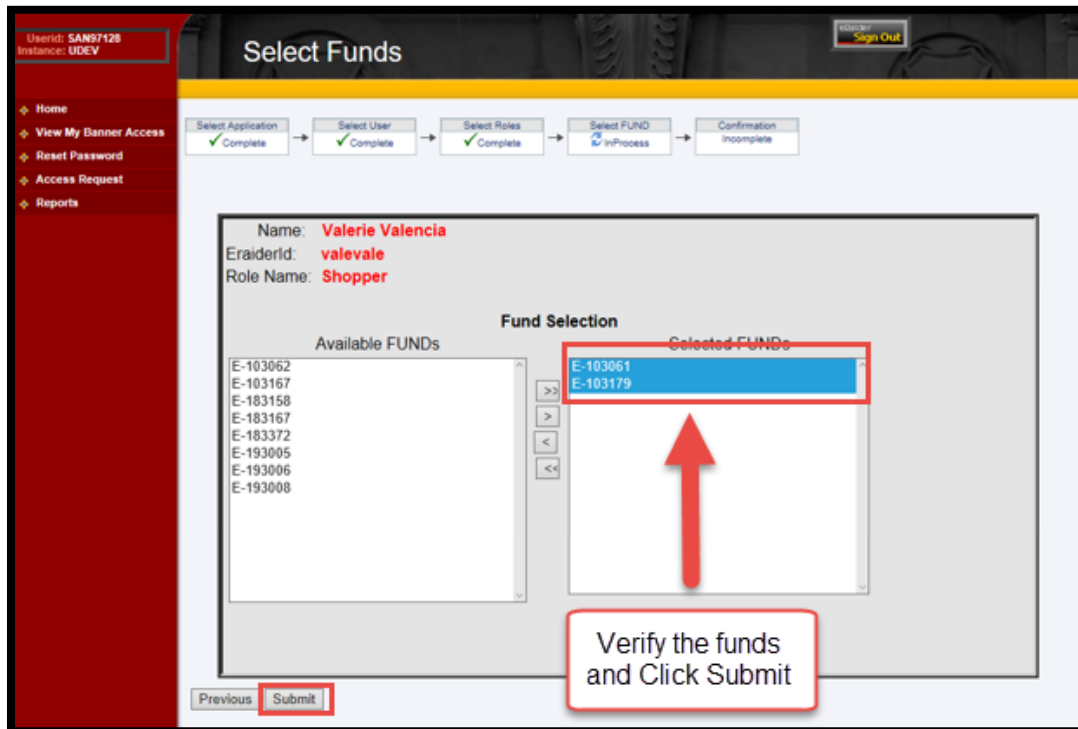 Userid: SAN97128
Instance: UDEV
Select Funds
eRaider
Sign Out
Home
View My Banner Access
Reset Password
Access Request
Reports
Select Application
Complete
Select User
Complete
Select Roles
Complete
Select FUND
InProcess
Confirmation
Incomplete
Name: Valerie Valencia
EraiderId: valevale
Role Name: Shopper
Fund Selection
Available FUNDs
Selected FUNDs
E-103062
E-103167
E-183158
E-183167
E-183372
E-193005
E-193006
E-193008
>>
>
<
<<
E-103061
E-103179
Verify the funds
and Click Submit
Previous
Submit